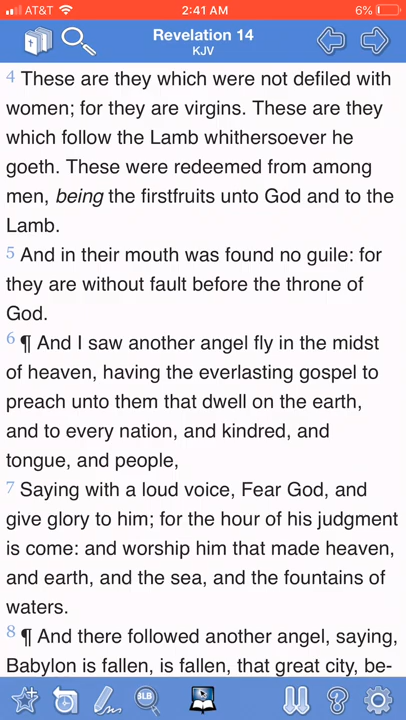 AT&T 2:41 AM 6%
Revelation 14
KJV
4 These are they which were not defiled with
women; for they are virgins. These are they
which follow the Lamb whithersoever he
goeth. These were redeemed from among
men, being the firstfruits unto God and to the
Lamb.
5 And in their mouth was found no guile: for
they are without fault before the throne of
God.
6 ¶ And I saw another angel fly in the midst
of heaven, having the everlasting gospel to
preach unto them that dwell on the earth,
and to every nation, and kindred, and
tongue, and people,
7 Saying with a loud voice, Fear God, and
give glory to him; for the hour of his judgment
is come: and worship him that made heaven,
and earth, and the sea, and the fountains of
waters.
8 ¶ And there followed another angel, saying,
Babylon is fallen, is fallen, that great city, be-
BLB